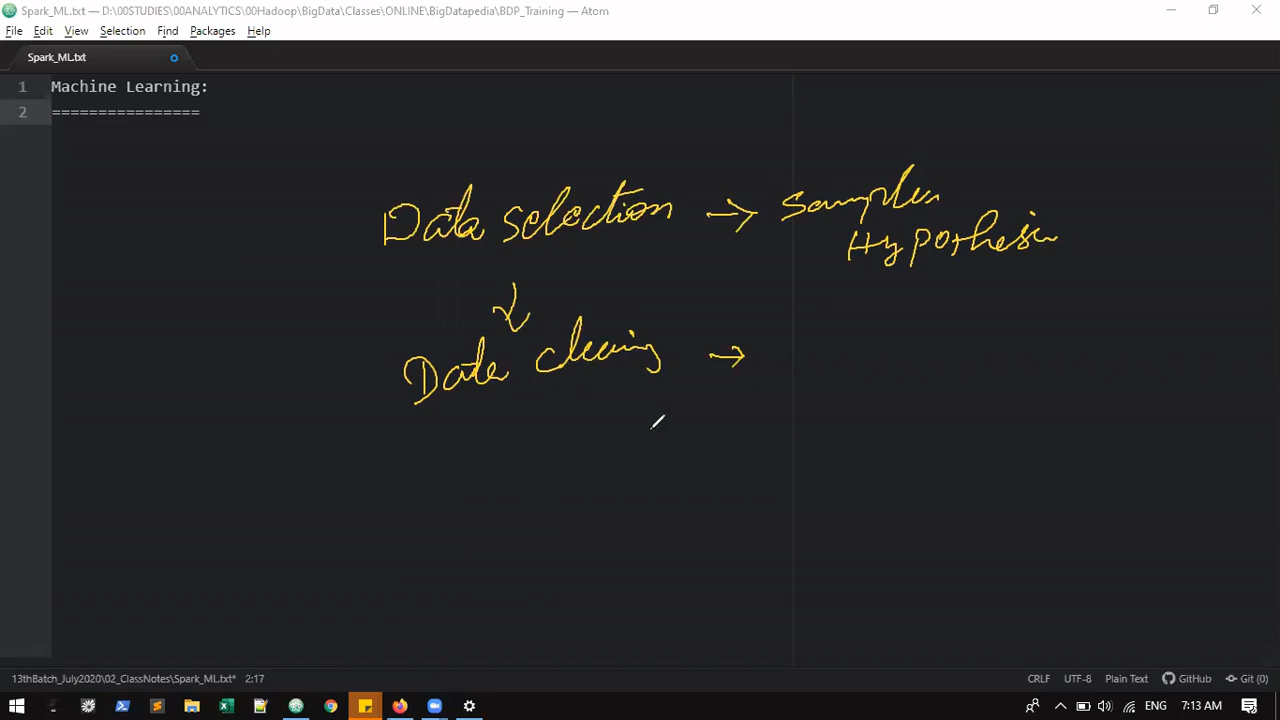 Spark_ML.txt — D:\00STUDIES\00ANALYTICS\00Hadoop\BigData\Classes\ONLINE\BigDatapedia\BDP_Training — Atom
File Edit View Selection Find Packages Help
Spark_ML.txt
1 Machine Learning:
2 ================
Data selection → Samples
Hypothesis
↓
Data cleaning →
13thBatch_July2020\02_ClassNotes\Spark_ML.txt* 2:17 CRLF UTF-8 Plain Text GitHub Git (0)
ENG 7:13 AM